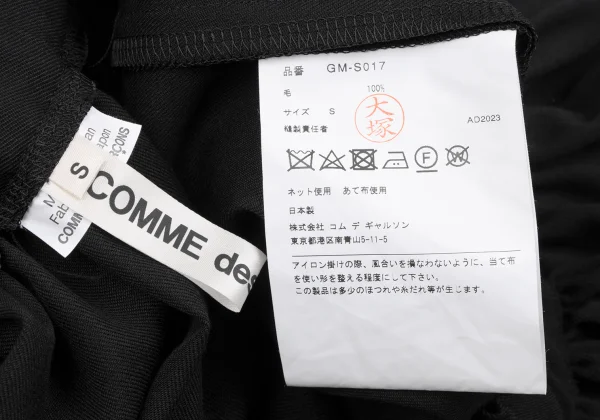 品番 GM-S017
毛 100%
サイズ S
縫製責任者
大塚
AD2023
ネット使用 あて布使用
日本製
株式会社 コム デ ギャルソン
東京都港区南青山5-11-5
アイロン掛けの際、風合いを損なわないように、当て布
を使い形を整える程度にして下さい。
この製品は多少のほつれや糸だれ等が生じます。
S
COMME des